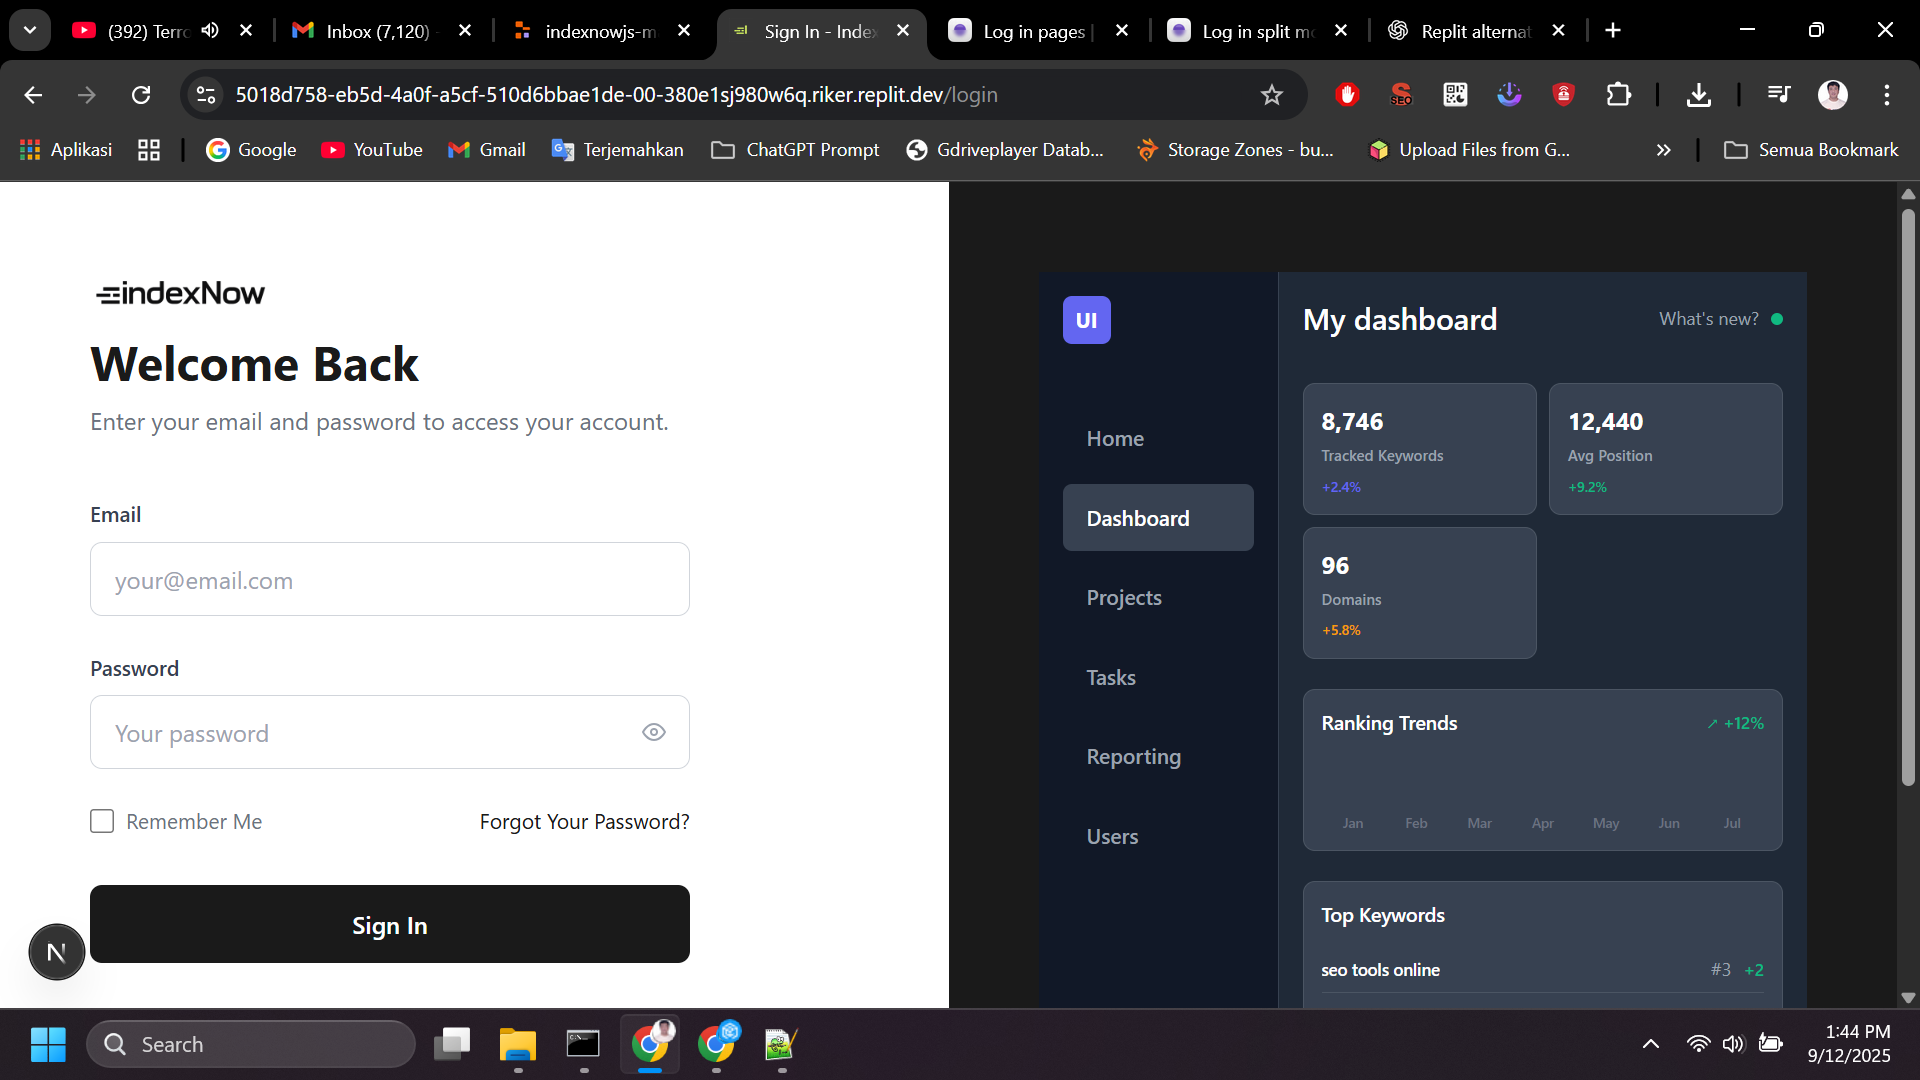 (392) Terro
Inbox (7,120) -
indexnowjs-m
Sign In - Index
Log in pages |
Log in split mo
Replit alternat
5018d758-eb5d-4a0f-a5cf-510d6bbae1de-00-380e1sj980w6q.riker.replit.dev/login
SEO
Aplikasi
Google
YouTube
Gmail
Terjemahkan
ChatGPT Prompt
Gdriveplayer Datab...
Storage Zones - bu...
Upload Files from G...
Semua Bookmark
indexNow
Welcome Back
Enter your email and password to access your account.
Email
your@email.com
Password
Your password
Remember Me
Forgot Your Password?
Sign In
N
UI
Home
Dashboard
Projects
Tasks
Reporting
Users
My dashboard
What's new?
8,746
Tracked Keywords
+2.4%
12,440
Avg Position
+9.2%
96
Domains
+5.8%
Ranking Trends
↗ +12%
Jan Feb Mar Apr May Jun Jul
Top Keywords
seo tools online #3 +2
Search
1:44 PM
9/12/2025